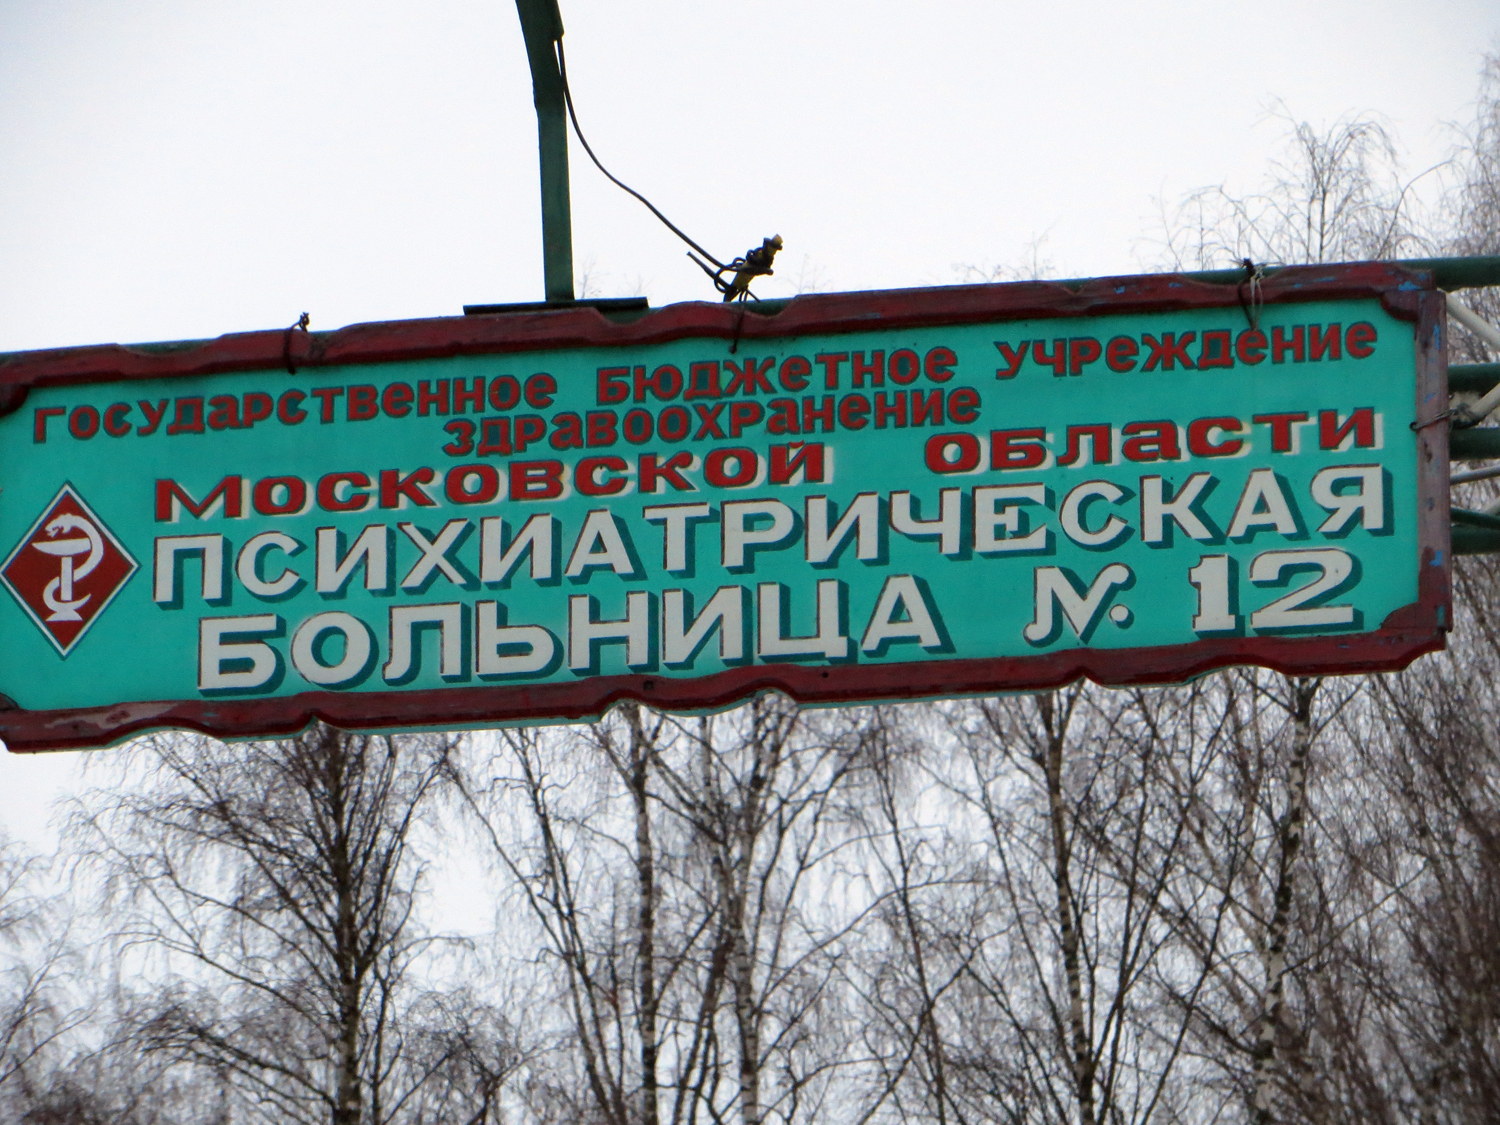 ГОСУДАРСТВЕННОЕ БЮДЖЕТНОЕ УЧРЕЖДЕНИЕ
ЗДРАВООХРАНЕНИЕ
МОСКОВСКОЙ ОБЛАСТИ
ПСИХИАТРИЧЕСКАЯ
БОЛЬНИЦА № 12